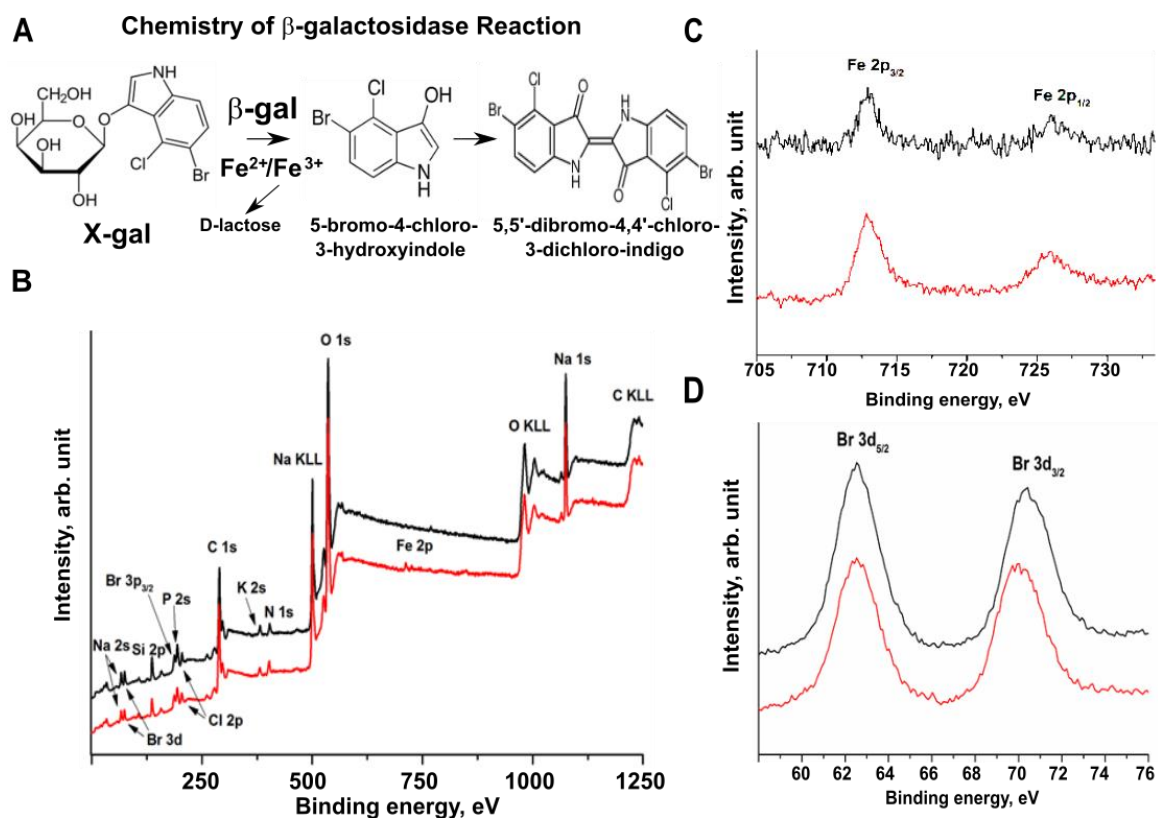 A
Chemistry of β-galactosidase Reaction
NH
CH₂OH
OH
O
O
OH
OH
OH
Cl
Br
X-gal
β-gal
Fe²⁺/Fe³⁺
D-lactose
Cl
OH
Br
N
H
5-bromo-4-chloro-
3-hydroxyindole
Cl
O
H
N
Br
N
H
O
Br
Cl
5,5'-dibromo-4,4'-chloro-
3-dichloro-indigo
B
Intensity, arb. unit
O 1s
Na 1s
C KLL
O KLL
Na KLL
Fe 2p
C 1s
K 2s
N 1s
Br 3p3/2
P 2s
Na 2s
Si 2p
Cl 2p
Br 3d
250
500
750
1000
1250
Binding energy, eV
C
Fe 2p3/2
Fe 2p1/2
Intensity, arb. unit
705
710
715
720
725
730
Binding energy, eV
D
Br 3d5/2
Br 3d3/2
Intensity, arb. unit
60
62
64
66
68
70
72
74
76
Binding energy, eV